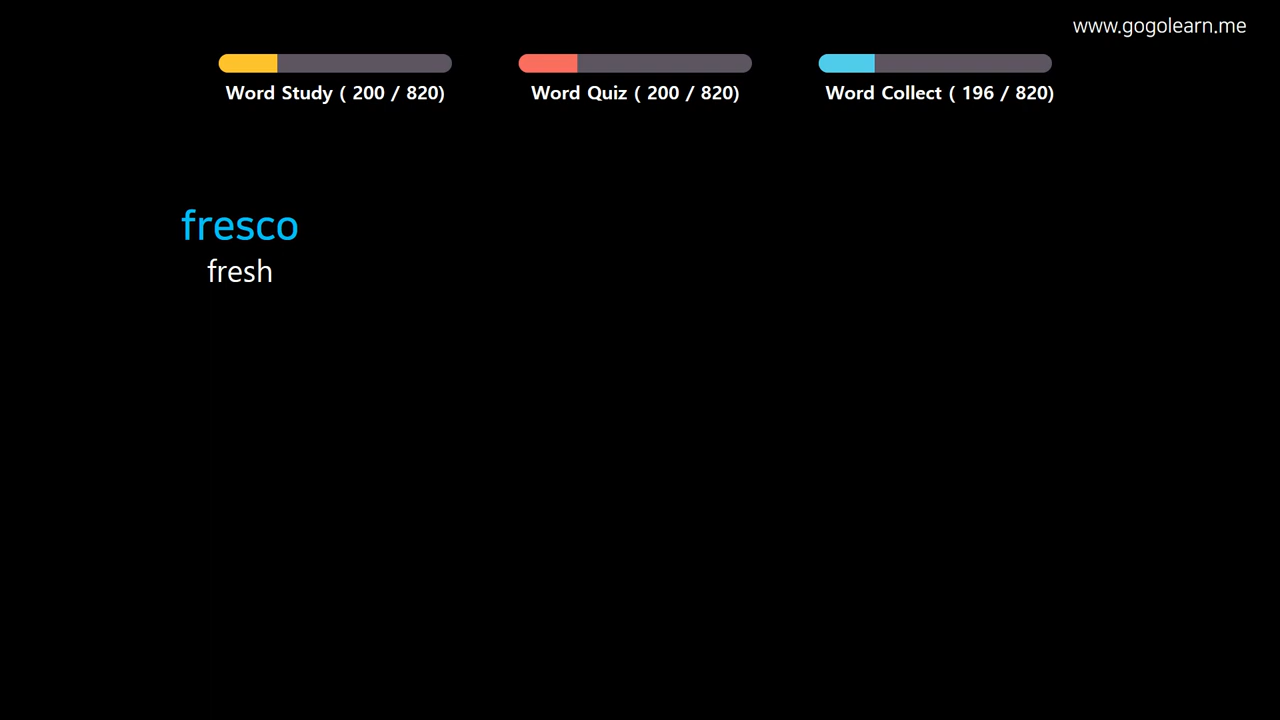 www.gogolearn.me
Word Study ( 200 / 820)
Word Quiz ( 200 / 820)
Word Collect ( 196 / 820)
fresco
fresh